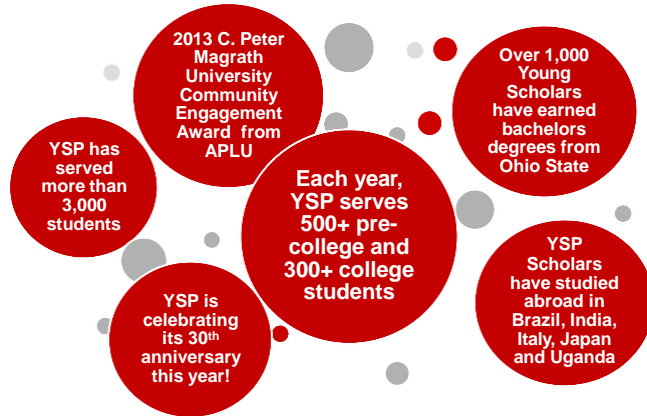 2013 C. Peter
Magrath
University
Community
Engagement
Award from
APLU
Over 1,000
Young
Scholars
have earned
bachelors
degrees from
Ohio State
YSP has
served
more than
3,000
students
Each year,
YSP serves
500+ pre-
college and
300+ college
students
YSP
Scholars
have studied
abroad in
Brazil, India,
Italy, Japan
and Uganda
YSP is
celebrating
its 30th
anniversary
this year!